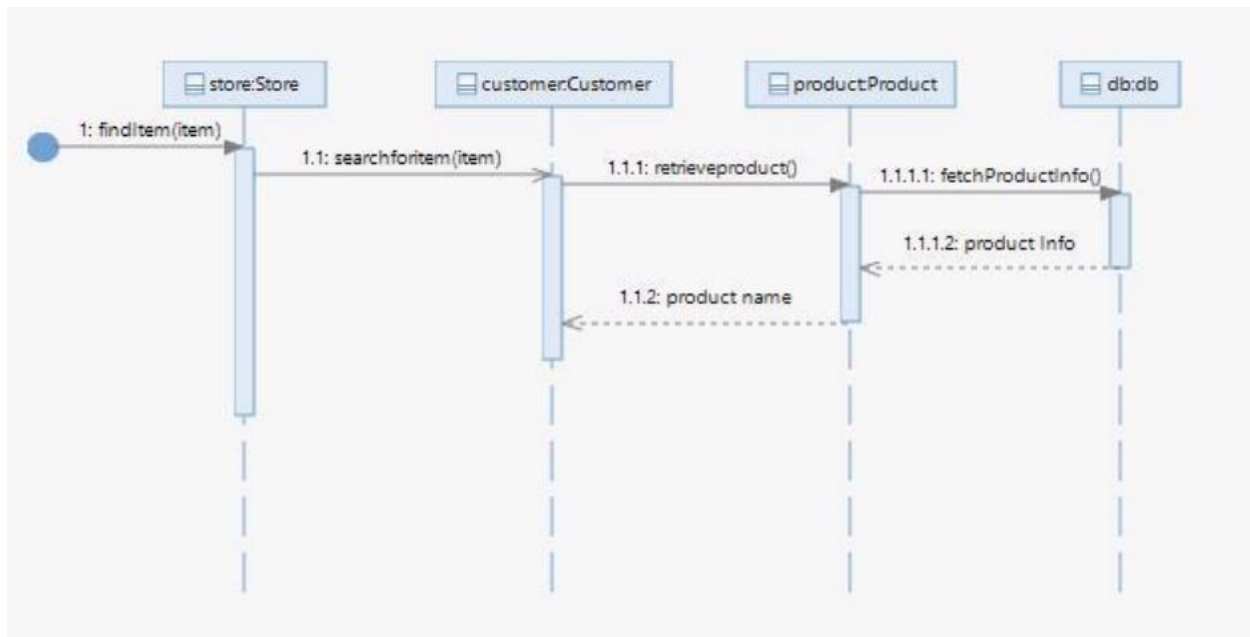 store:Store
customer:Customer
product:Product
db:db
1: findItem(item)
1.1: searchforitem(item)
1.1.1: retrieveproduct()
1.1.1.1: fetchProductInfo()
1.1.1.2: product Info
1.1.2: product name